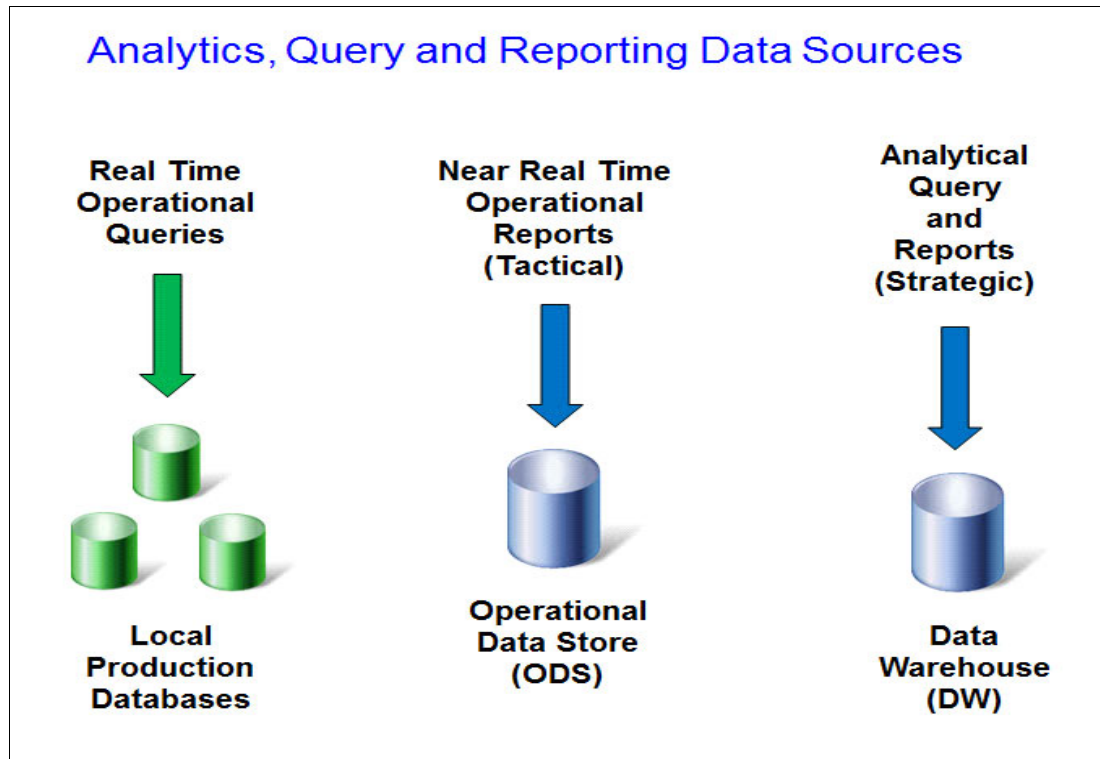 Analytics, Query and Reporting Data Sources
Real Time
Operational
Queries
Near Real Time
Operational
Reports
(Tactical)
Analytical
Query
and
Reports
(Strategic)
Local
Production
Databases
Operational
Data Store
(ODS)
Data
Warehouse
(DW)